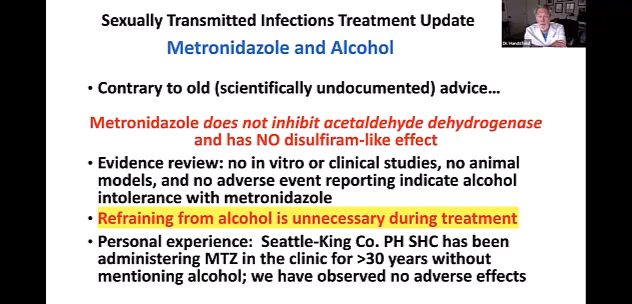 Sexually Transmitted Infections Treatment Update
Metronidazole and Alcohol
Dr. Handsfield
• Contrary to old (scientifically undocumented) advice…
Metronidazole does not inhibit acetaldehyde dehydrogenase
and has NO disulfiram-like effect
• Evidence review: no in vitro or clinical studies, no animal
models, and no adverse event reporting indicate alcohol
intolerance with metronidazole
• Refraining from alcohol is unnecessary during treatment
• Personal experience: Seattle-King Co. PH SHC has been
administering MTZ in the clinic for >30 years without
mentioning alcohol; we have observed no adverse effects